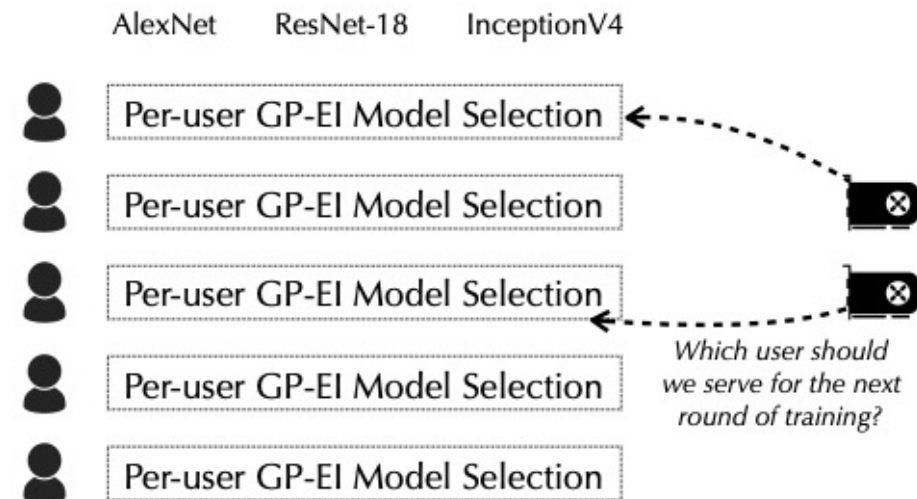 AlexNet ResNet-18 InceptionV4
Per-user GP-EI Model Selection
Per-user GP-EI Model Selection
Per-user GP-EI Model Selection
Which user should
we serve for the next
round of training?
Per-user GP-EI Model Selection
Per-user GP-EI Model Selection